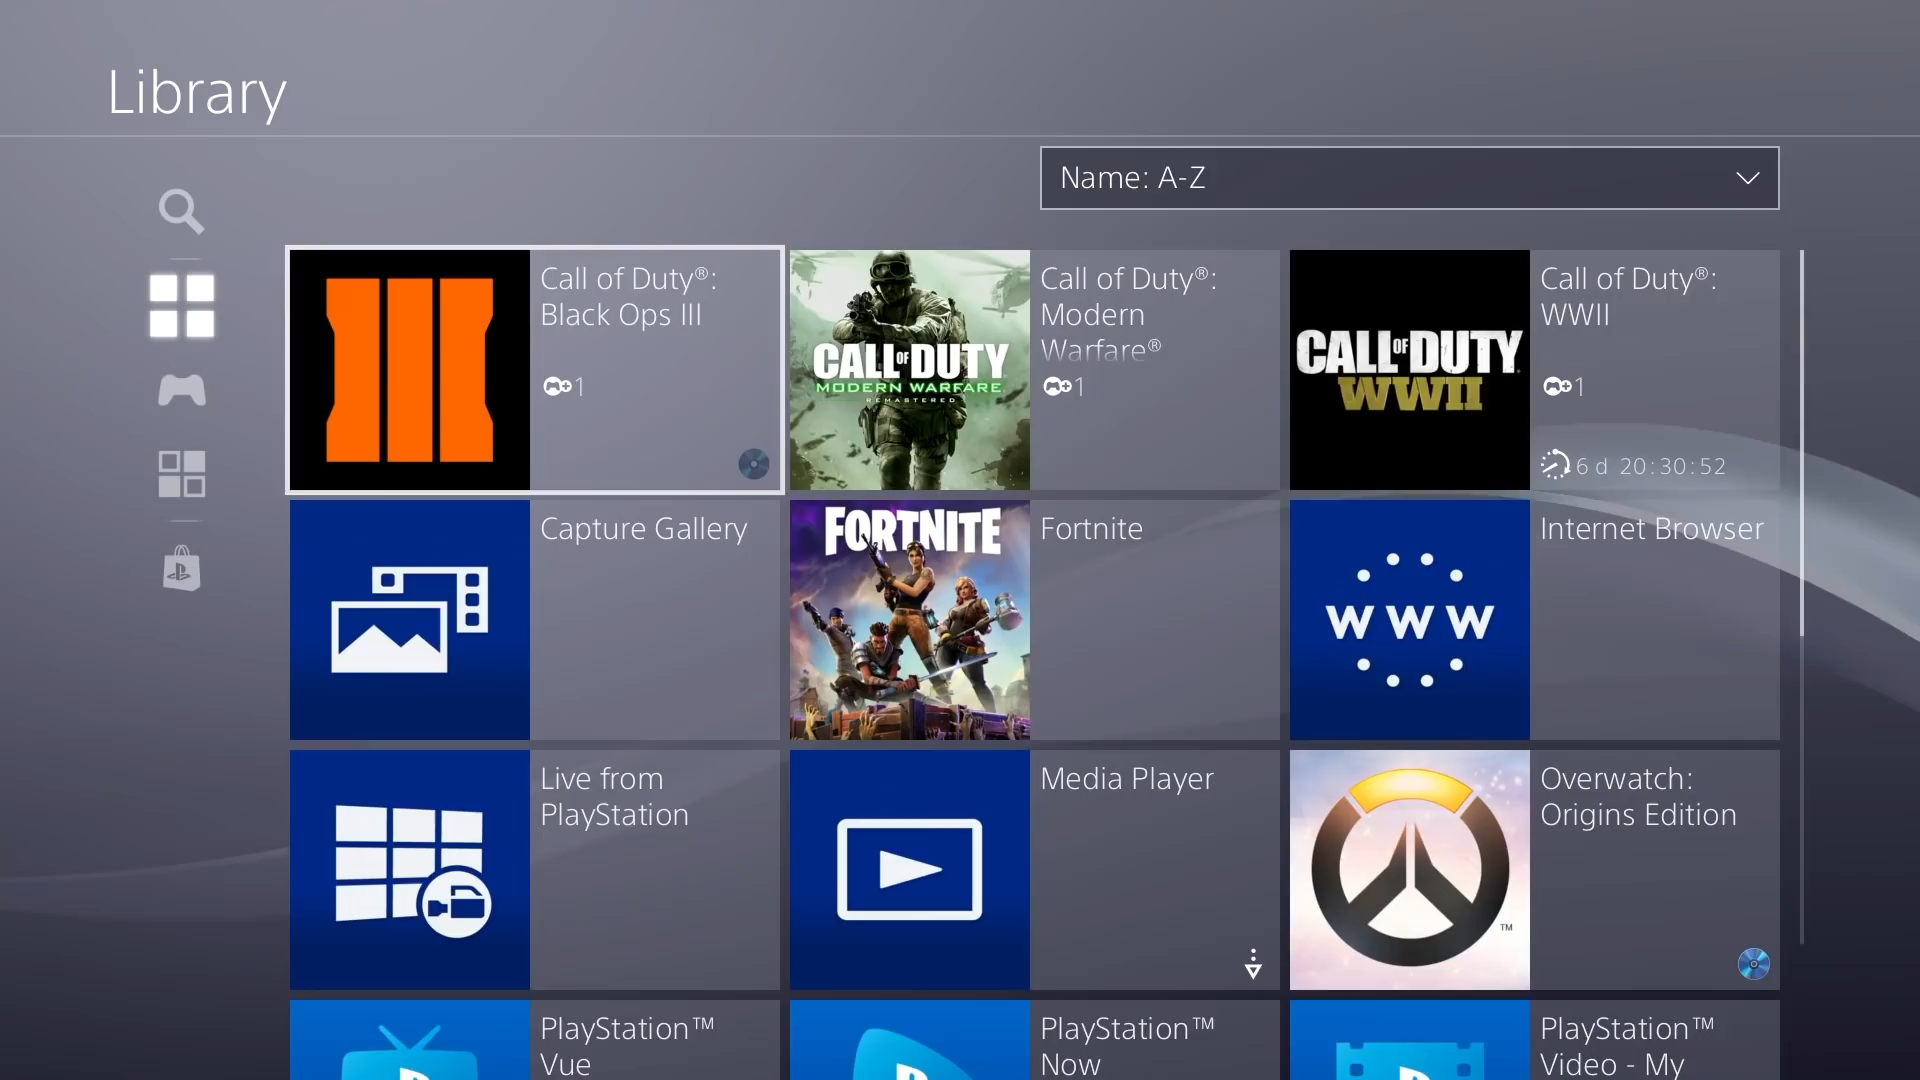 Library
Name: A-Z
Call of Duty®:
Black Ops III
1
CALL OF DUTY
MODERN WARFARE
REMASTERED
Call of Duty®:
Modern
Warfare®
1
CALL OF DUTY
WWII
Call of Duty®:
WWII
1
6 d 20:30:52
Capture Gallery
FORTNITE
Fortnite
WWW
Internet Browser
Live from
PlayStation
Media Player
TM
Overwatch:
Origins Edition
PlayStation™
Vue
PlayStation™
Now
PlayStation™
Video - My